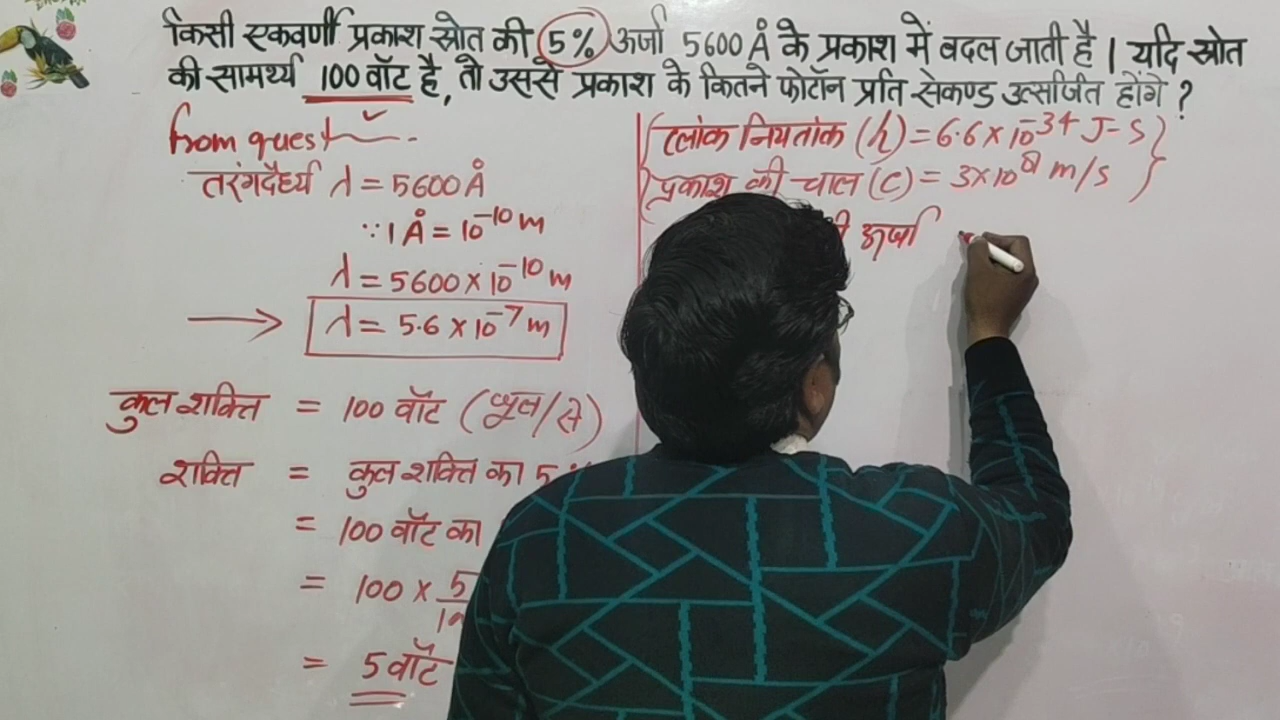 किसी एकवर्णी प्रकाश स्रोत की 5% ऊर्जा 5600 Å के प्रकाश में बदल जाती है। यदि स्रोत
की सामर्थ्य 100 वॉट है, तो उससे प्रकाश के कितने फोटॉन प्रति सेकण्ड उत्सर्जित होंगे ?
from quest
तरंगदैर्ध्य λ = 5600 Å
∵ 1 Å = 10⁻¹⁰ m
λ = 5600 × 10⁻¹⁰ m
λ = 5.6 × 10⁻⁷ m
कुल शक्ति = 100 वॉट (जूल/से)
शक्ति = कुल शक्ति का 5
= 100 वॉट का
= 100 × 5
= 5 वॉट
प्लांक नियतांक (h) = 6.6 × 10⁻³⁴ J-S
प्रकाश की चाल (c) = 3×10⁸ m/s
ऊर्जा